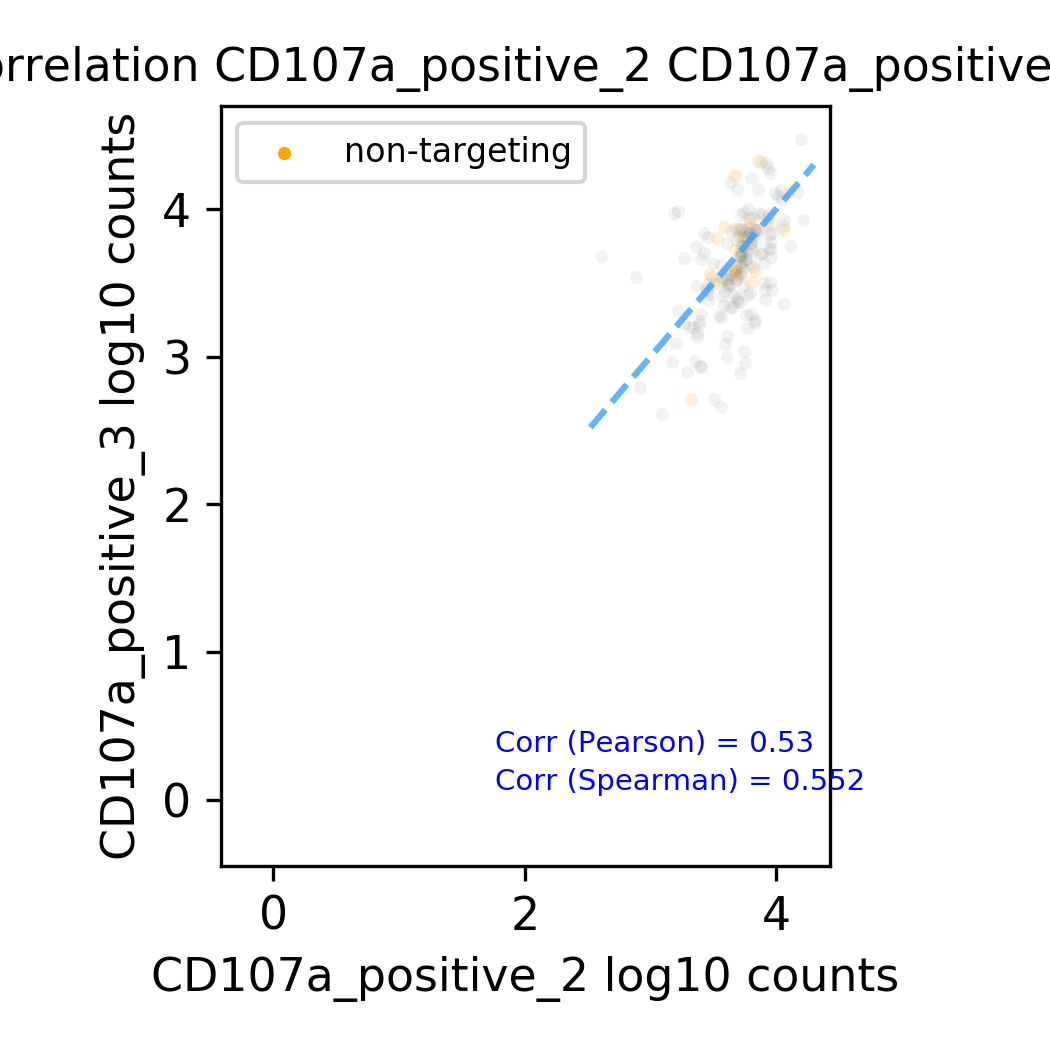 orrelation CD107a_positive_2 CD107a_positive
non-targeting
CD107a_positive_3 log10 counts
4
3
2
1
0
Corr (Pearson) = 0.53
Corr (Spearman) = 0.552
0 2 4
CD107a_positive_2 log10 counts